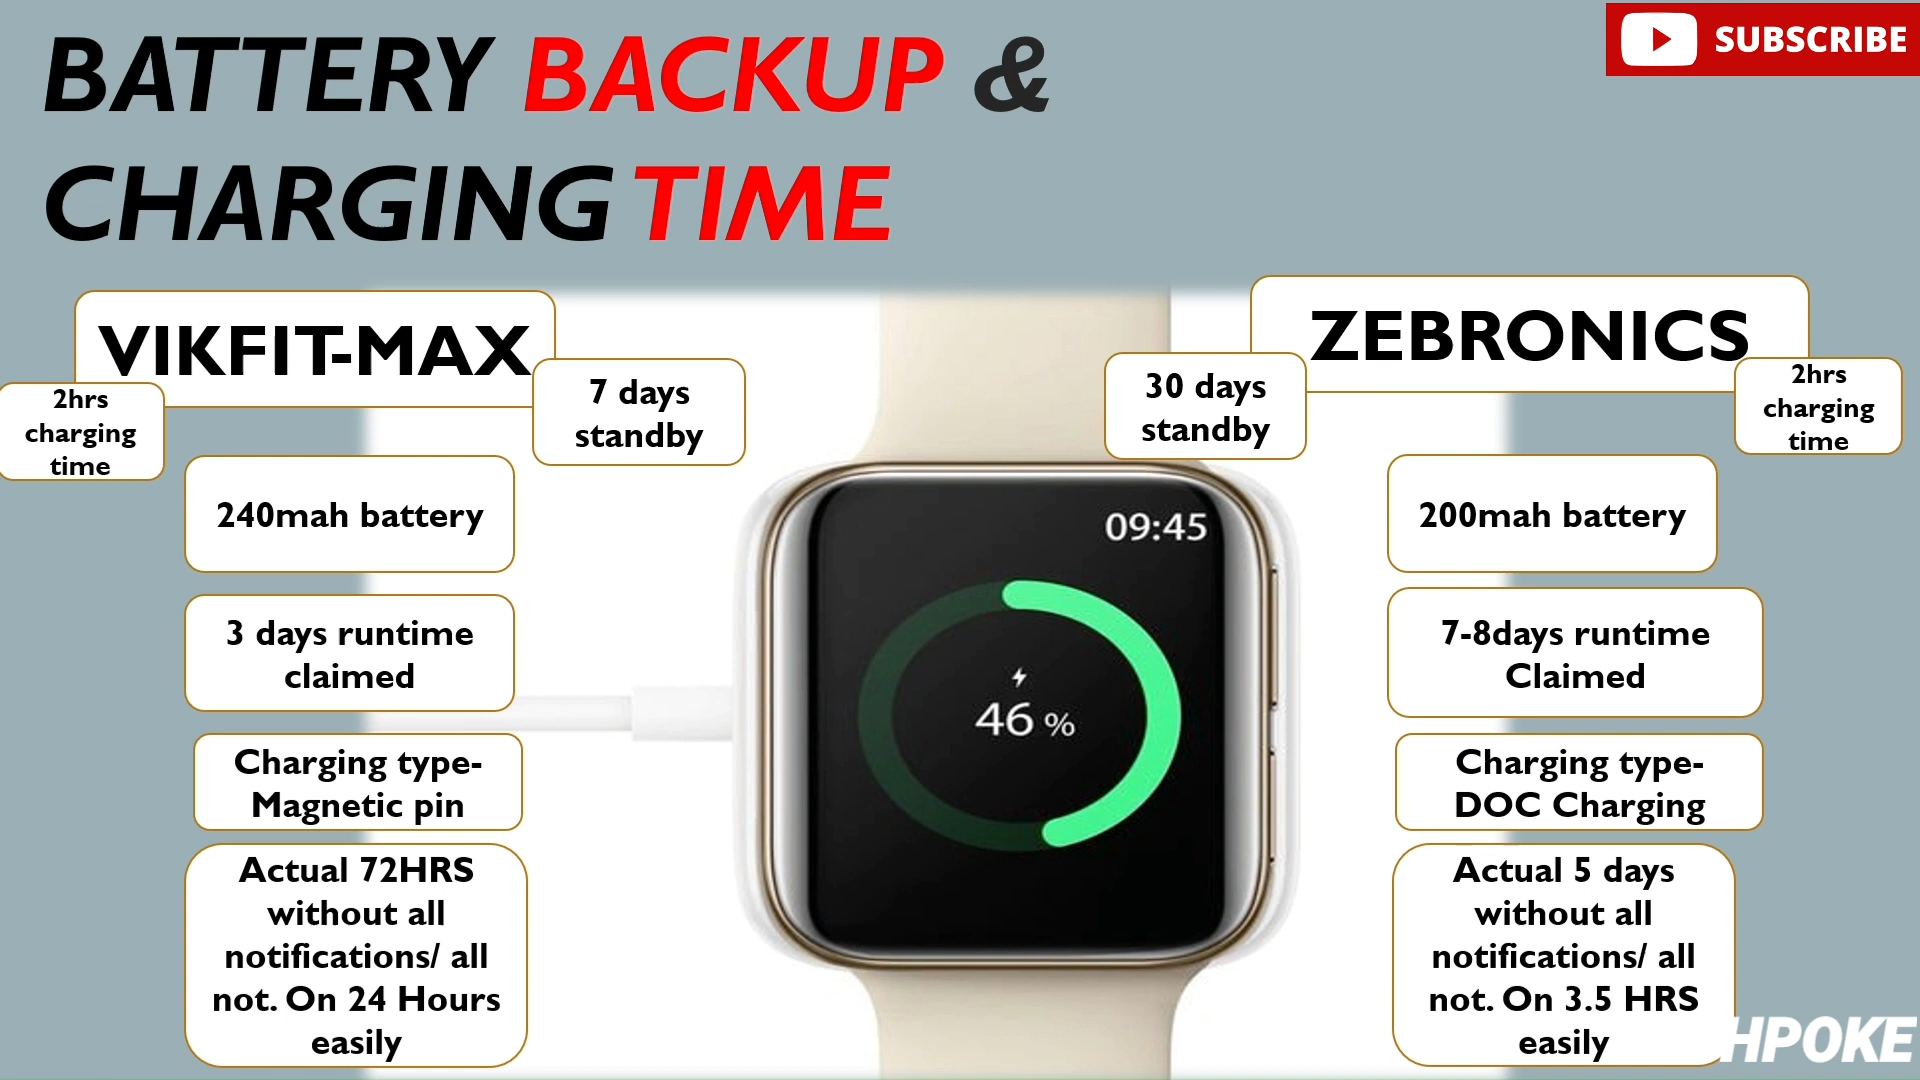 BATTERY BACKUP &
CHARGING TIME
SUBSCRIBE
VIKFIT-MAX
2hrs
charging
time
7 days
standby
240mah battery
3 days runtime
claimed
Charging type-
Magnetic pin
Actual 72HRS
without all
notifications/ all
not. On 24 Hours
easily
09:45
46 %
ZEBRONICS
30 days
standby
2hrs
charging
time
200mah battery
7-8days runtime
Claimed
Charging type-
DOC Charging
Actual 5 days
without all
notifications/ all
not. On 3.5 HRS
easily
HPOKE